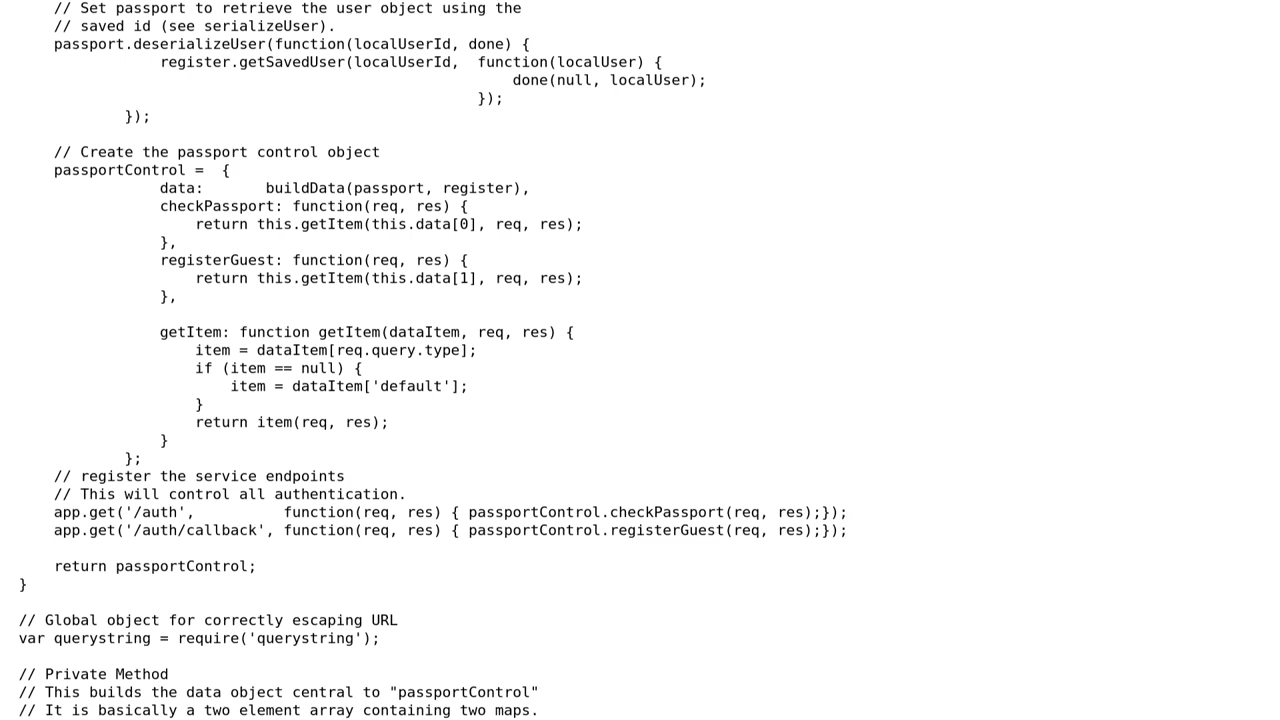 // Set passport to retrieve the user object using the
    // saved id (see serializeUser).
    passport.deserializeUser(function(localUserId, done) {
                register.getSavedUser(localUserId,  function(localUser) {
                                                        done(null, localUser);
                                                    });
            });

    // Create the passport control object
    passportControl =  {
                data:       buildData(passport, register),
                checkPassport: function(req, res) {
                    return this.getItem(this.data[0], req, res);
                },
                registerGuest: function(req, res) {
                    return this.getItem(this.data[1], req, res);
                },

                getItem: function getItem(dataItem, req, res) {
                    item = dataItem[req.query.type];
                    if (item == null) {
                        item = dataItem['default'];
                    }
                    return item(req, res);
                }
            };
    // register the service endpoints
    // This will control all authentication.
    app.get('/auth',          function(req, res) { passportControl.checkPassport(req, res);});
    app.get('/auth/callback', function(req, res) { passportControl.registerGuest(req, res);});

    return passportControl;
}

// Global object for correctly escaping URL
var querystring = require('querystring');

// Private Method
// This builds the data object central to "passportControl"
// It is basically a two element array containing two maps.